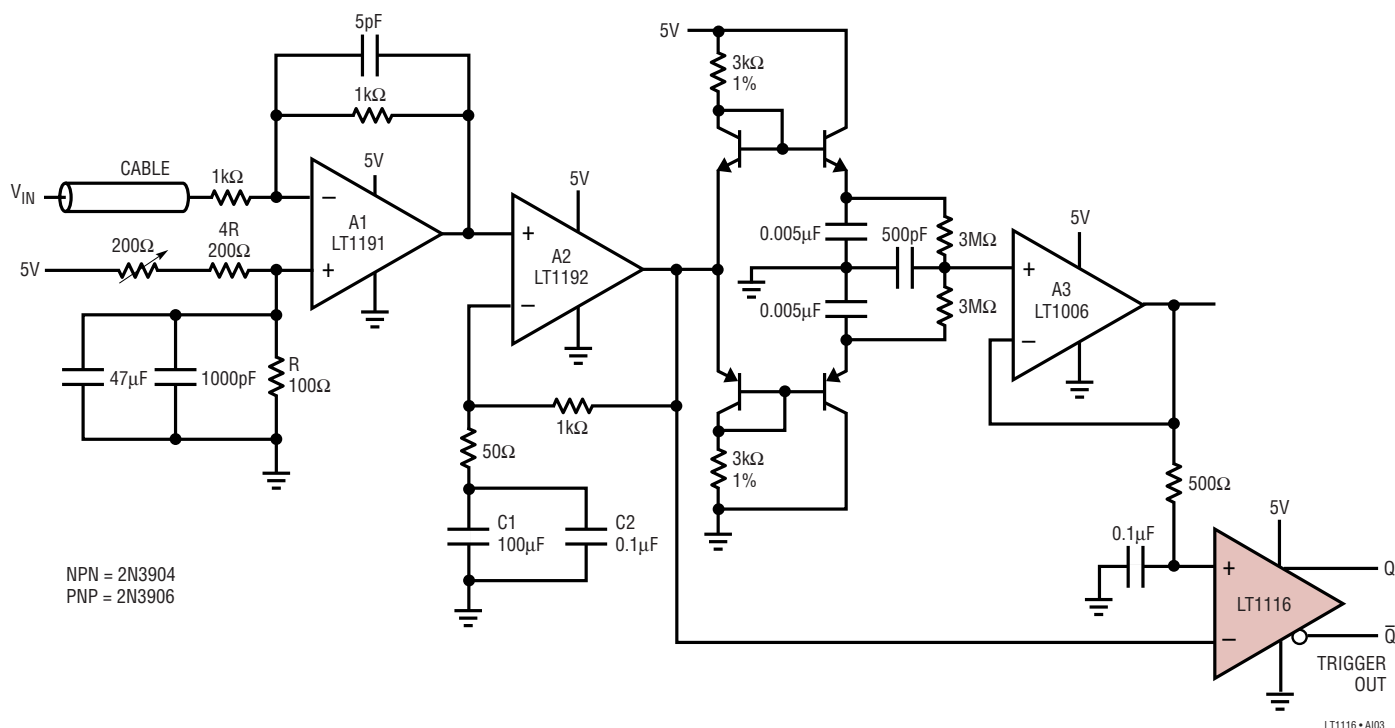 5pF
1kΩ
CABLE
1kΩ
VIN
5V
−
A1
LT1191
+
200Ω
4R
200Ω
5V
47µF
1000pF
R
100Ω
5V
+
A2
LT1192
−
1kΩ
50Ω
C1
100µF
C2
0.1µF
NPN = 2N3904
PNP = 2N3906
5V
3kΩ
1%
0.005µF
500pF
3MΩ
0.005µF
3MΩ
3kΩ
1%
5V
+
A3
LT1006
−
500Ω
0.1µF
5V
+
LT1116
−
Q
Q̅
TRIGGER
OUT
LT1116 • AI03